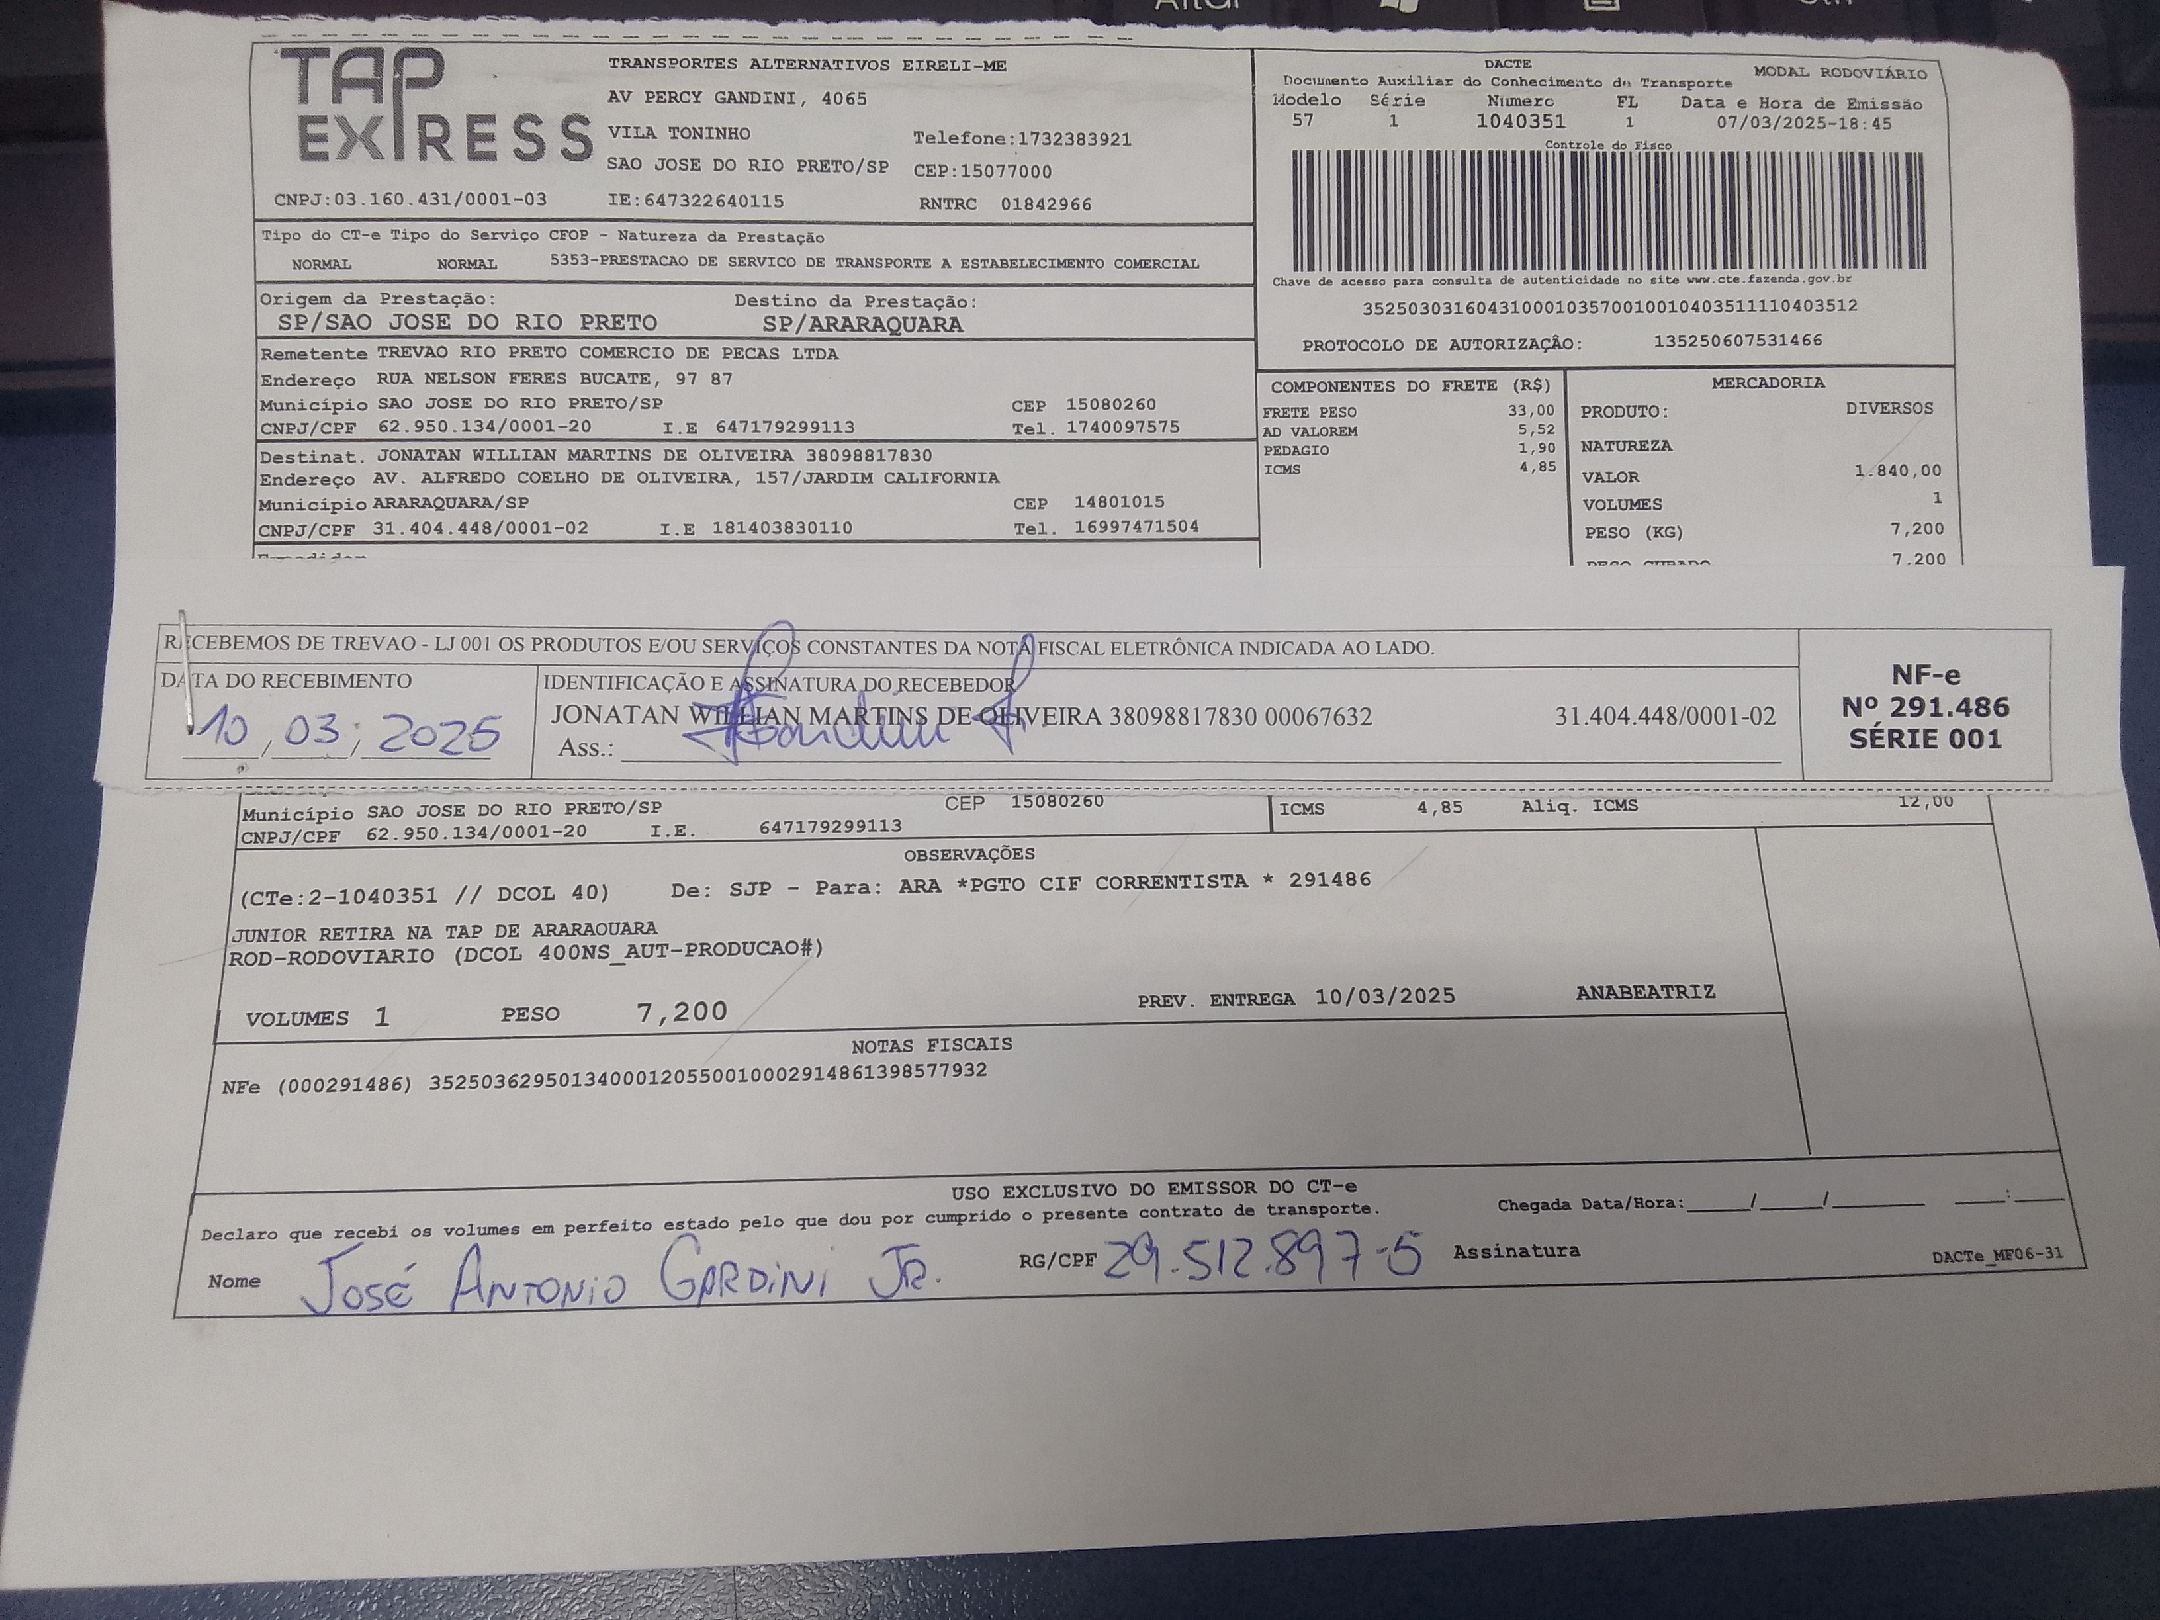 Altar
Ctrl
TAP EXPRESS
TRANSPORTES ALTERNATIVOS EIRELI-ME
AV PERCY GANDINI, 4065
VILA TONINHO Telefone:1732383921
SAO JOSE DO RIO PRETO/SP CEP:15077000
CNPJ:03.160.431/0001-03 IE:647322640115 RNTRC 01842966
DACTE MODAL RODOVIÁRIO
Documento Auxiliar do Conhecimento de Transporte
Modelo Série Número FL Data e Hora de Emissão
57 1 1040351 1 07/03/2025-18:45
Controle do Fisco
Chave de acesso para consulta de autenticidade no site www.cte.fazenda.gov.br
35250303160431000103570010010403511110403512
PROTOCOLO DE AUTORIZAÇÃO: 135250607531466
Tipo do CT-e Tipo do Serviço CFOP - Natureza da Prestação
NORMAL NORMAL 5353-PRESTACAO DE SERVICO DE TRANSPORTE A ESTABELECIMENTO COMERCIAL
Origem da Prestação: Destino da Prestação:
SP/SAO JOSE DO RIO PRETO SP/ARARAQUARA
Remetente TREVAO RIO PRETO COMERCIO DE PECAS LTDA
Endereço RUA NELSON FERES BUCATE, 97 87
Município SAO JOSE DO RIO PRETO/SP CEP 15080260
CNPJ/CPF 62.950.134/0001-20 I.E 647179299113 Tel. 1740097575
Destinat. JONATAN WILLIAN MARTINS DE OLIVEIRA 38098817830
Endereço AV. ALFREDO COELHO DE OLIVEIRA, 157/JARDIM CALIFORNIA
Município ARARAQUARA/SP CEP 14801015
CNPJ/CPF 31.404.448/0001-02 I.E 181403830110 Tel. 16997471504
COMPONENTES DO FRETE (R$)
FRETE PESO 33,00
AD VALOREM 5,52
PEDAGIO 1,90
ICMS 4,85
MERCADORIA
PRODUTO: DIVERSOS
NATUREZA
VALOR 1.840,00
VOLUMES 1
PESO (KG) 7,200
PESO CUBADO 7,200
RECEBEMOS DE TREVAO - LJ 001 OS PRODUTOS E/OU SERVIÇOS CONSTANTES DA NOTA FISCAL ELETRÔNICA INDICADA AO LADO.
DATA DO RECEBIMENTO
10 / 03 / 2025
IDENTIFICAÇÃO E ASSINATURA DO RECEBEDOR
JONATAN WILLIAN MARTINS DE OLIVEIRA 38098817830 00067632 31.404.448/0001-02
Ass.:
NF-e
Nº 291.486
SÉRIE 001
Município SAO JOSE DO RIO PRETO/SP CEP 15080260 ICMS 4,85 Aliq. ICMS 12,00
CNPJ/CPF 62.950.134/0001-20 I.E. 647179299113
OBSERVAÇÕES
(CTe:2-1040351 // DCOL 40) De: SJP - Para: ARA *PGTO CIF CORRENTISTA * 291486
JUNIOR RETIRA NA TAP DE ARARAQUARA
ROD-RODOVIARIO (DCOL 400NS_AUT-PRODUCAO#)
VOLUMES 1 PESO 7,200 PREV. ENTREGA 10/03/2025 ANABEATRIZ
NOTAS FISCAIS
NFe (000291486) 35250362950134000120550010002914861398577932
USO EXCLUSIVO DO EMISSOR DO CT-e
Declaro que recebi os volumes em perfeito estado pelo que dou por cumprido o presente contrato de transporte. Chegada Data/Hora:____/____/______ ___:___
Nome JOSÉ ANTONIO GARDINI JR. RG/CPF 29.512.897-5 Assinatura DACTe_MF06-31